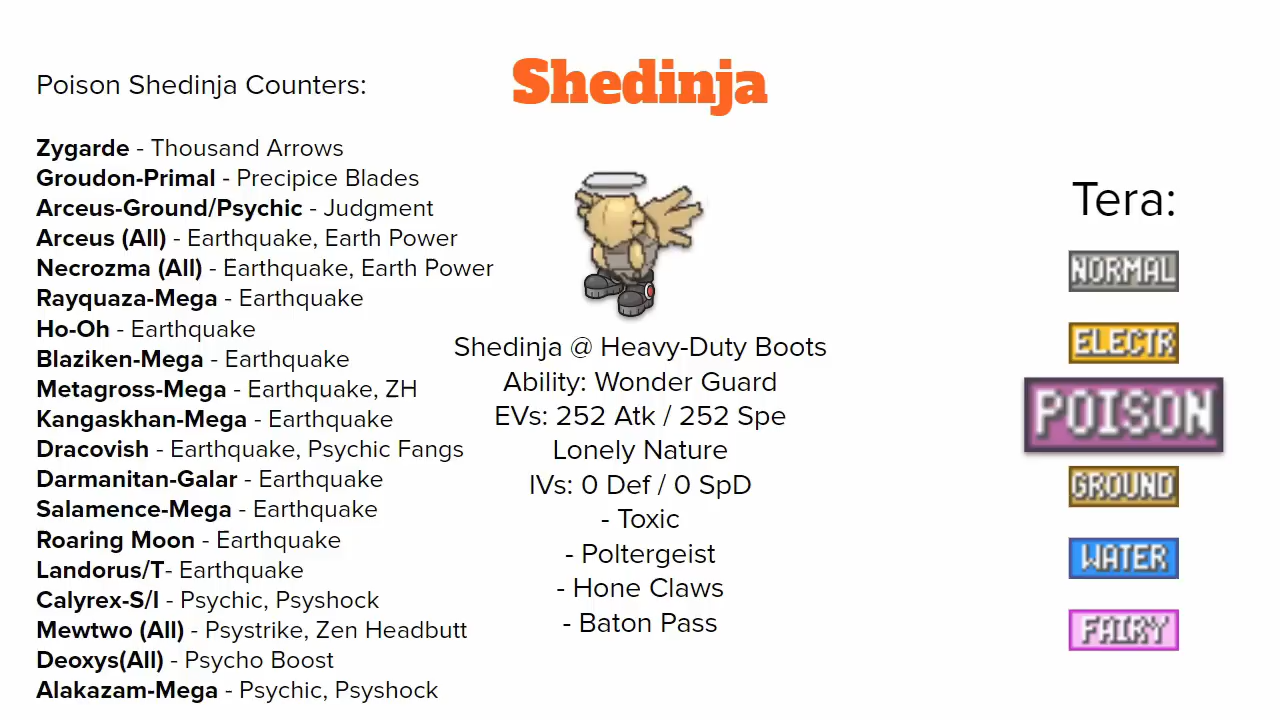 Shedinja
Poison Shedinja Counters:
Zygarde - Thousand Arrows
Groudon-Primal - Precipice Blades
Arceus-Ground/Psychic - Judgment
Arceus (All) - Earthquake, Earth Power
Necrozma (All) - Earthquake, Earth Power
Rayquaza-Mega - Earthquake
Ho-Oh - Earthquake
Blaziken-Mega - Earthquake
Metagross-Mega - Earthquake, ZH
Kangaskhan-Mega - Earthquake
Dracovish - Earthquake, Psychic Fangs
Darmanitan-Galar - Earthquake
Salamence-Mega - Earthquake
Roaring Moon - Earthquake
Landorus/T- Earthquake
Calyrex-S/I - Psychic, Psyshock
Mewtwo (All) - Psystrike, Zen Headbutt
Deoxys(All) - Psycho Boost
Alakazam-Mega - Psychic, Psyshock
Shedinja @ Heavy-Duty Boots
Ability: Wonder Guard
EVs: 252 Atk / 252 Spe
Lonely Nature
IVs: 0 Def / 0 SpD
- Toxic
- Poltergeist
- Hone Claws
- Baton Pass
Tera:
NORMAL
ELECTR
POISON
GROUND
WATER
FAIRY